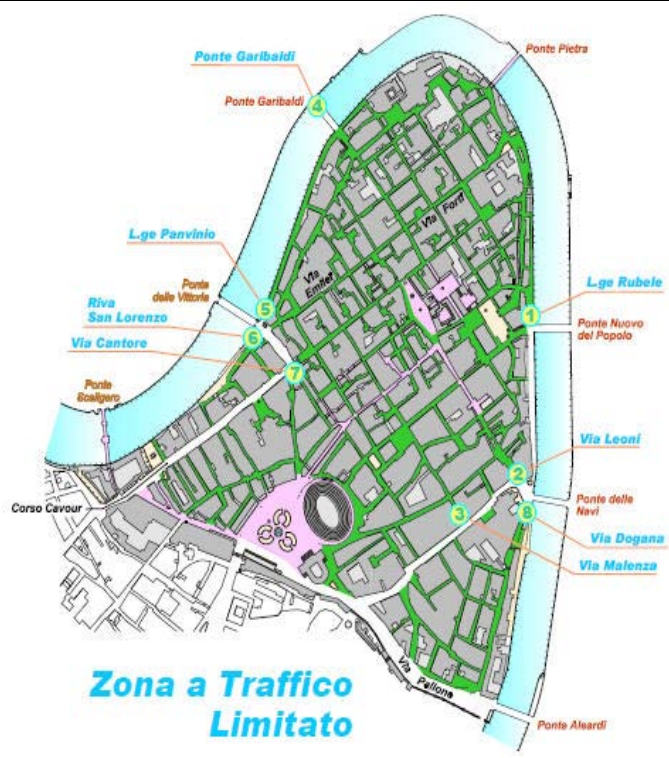 Ponte Pietra
Ponte Garibaldi
Ponte Garibaldi
4
Via Forti
L.ge Panvinio
Via
Emilei
Ponte
della Vittoria
5
L.ge Rubele
1
Riva
San Lorenzo
6
Ponte Nuovo
del Popolo
Via Cantore
7
Ponte
Scaligero
Via Leoni
2
Corso Cavour
Ponte delle
Navi
3
8
Via Dogana
Via Malenza
Via
Pallone
Zona a Traffico
Limitato
Ponte Aleardi